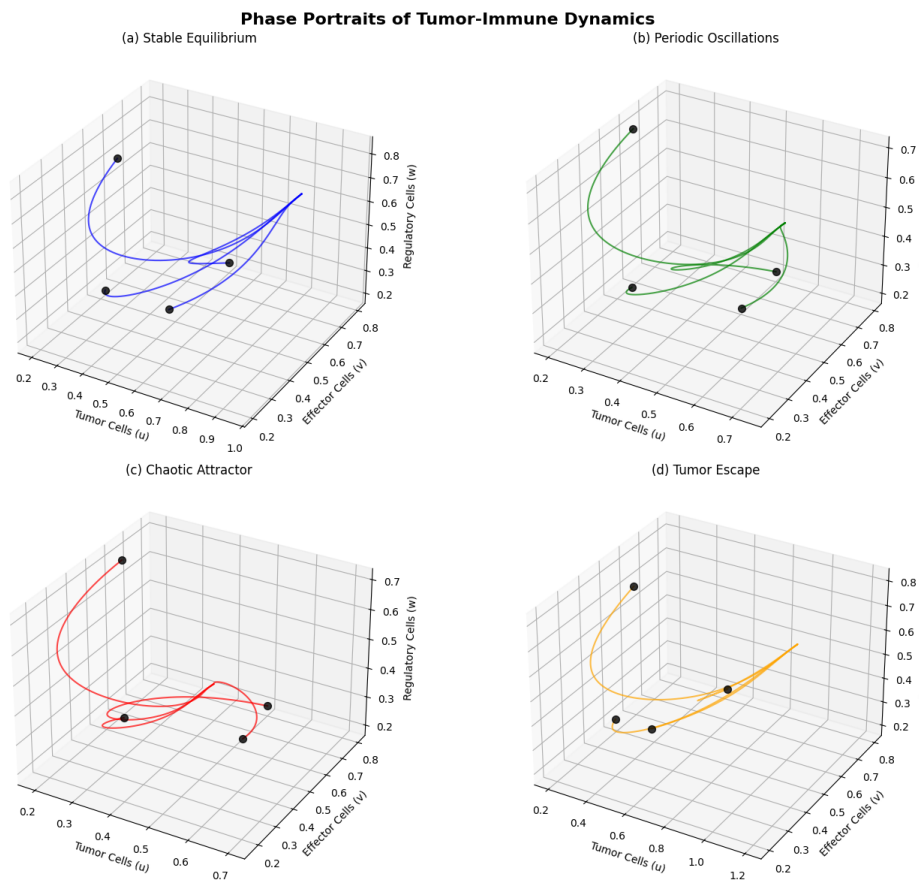 Phase Portraits of Tumor-Immune Dynamics
(a) Stable Equilibrium
0.2 0.3 0.4 0.5 0.6 0.7 0.8 0.9 1.0
Tumor Cells (u)
0.2 0.3 0.4 0.5 0.6 0.7 0.8
Effector Cells (v)
0.8
0.7
0.6
0.5
0.4
0.3
0.2
Regulatory Cells (w)
(b) Periodic Oscillations
0.2 0.3 0.4 0.5 0.6 0.7
Tumor Cells (u)
0.2 0.3 0.4 0.5 0.6 0.7 0.8
Effector Cells (v)
0.7
0.6
0.5
0.4
0.3
0.2
(c) Chaotic Attractor
0.2 0.3 0.4 0.5 0.6 0.7
Tumor Cells (u)
0.2 0.3 0.4 0.5 0.6 0.7 0.8
Effector Cells (v)
0.7
0.6
0.5
0.4
0.3
0.2
Regulatory Cells (w)
(d) Tumor Escape
0.2 0.4 0.6 0.8 1.0 1.2
Tumor Cells (u)
0.2 0.3 0.4 0.5 0.6 0.7 0.8
Effector Cells (v)
0.8
0.7
0.6
0.5
0.4
0.3
0.2